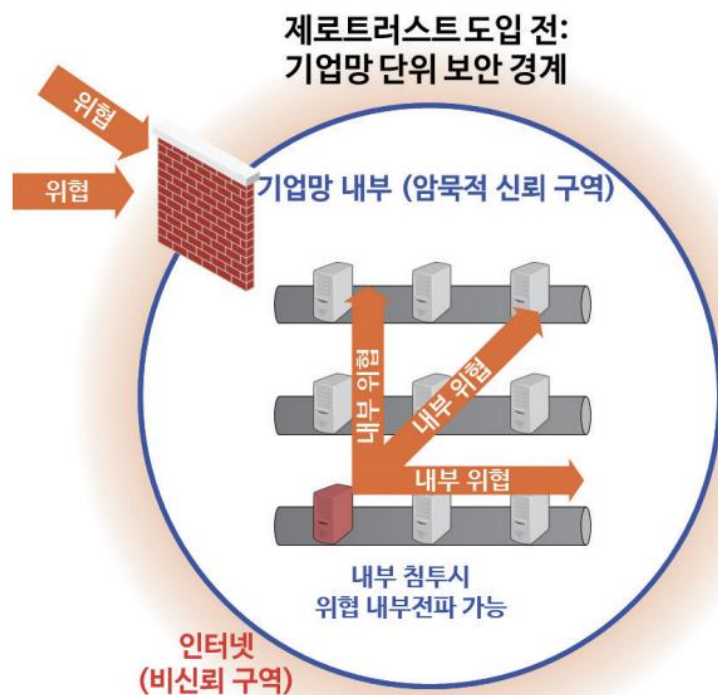 제로트러스트 도입 전:
기업망 단위 보안 경계
위협
위협
기업망 내부 (암묵적 신뢰 구역)
내부 위협
내부 위협
내부 위협
내부 침투시
위협 내부전파 가능
인터넷
(비신뢰 구역)